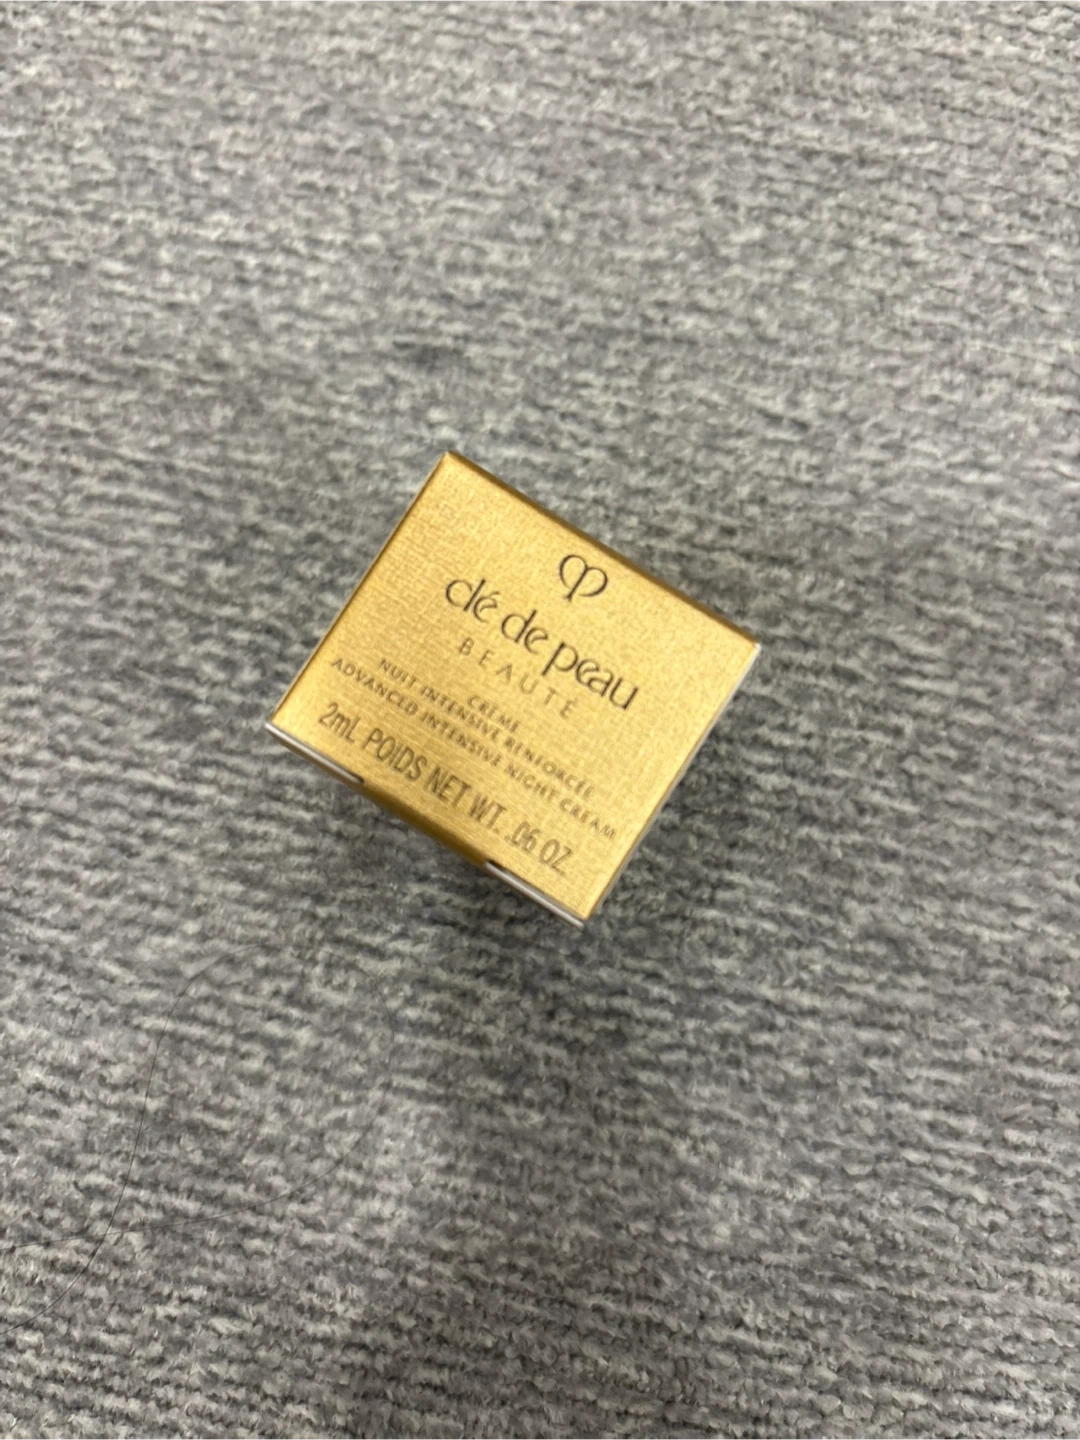 clé de peau
BEAUTÉ
CRÈME
NUIT INTENSIVE RENFORCÉE
ADVANCED INTENSIVE NIGHT CREAM
2mL POIDS NET WT. .06 OZ